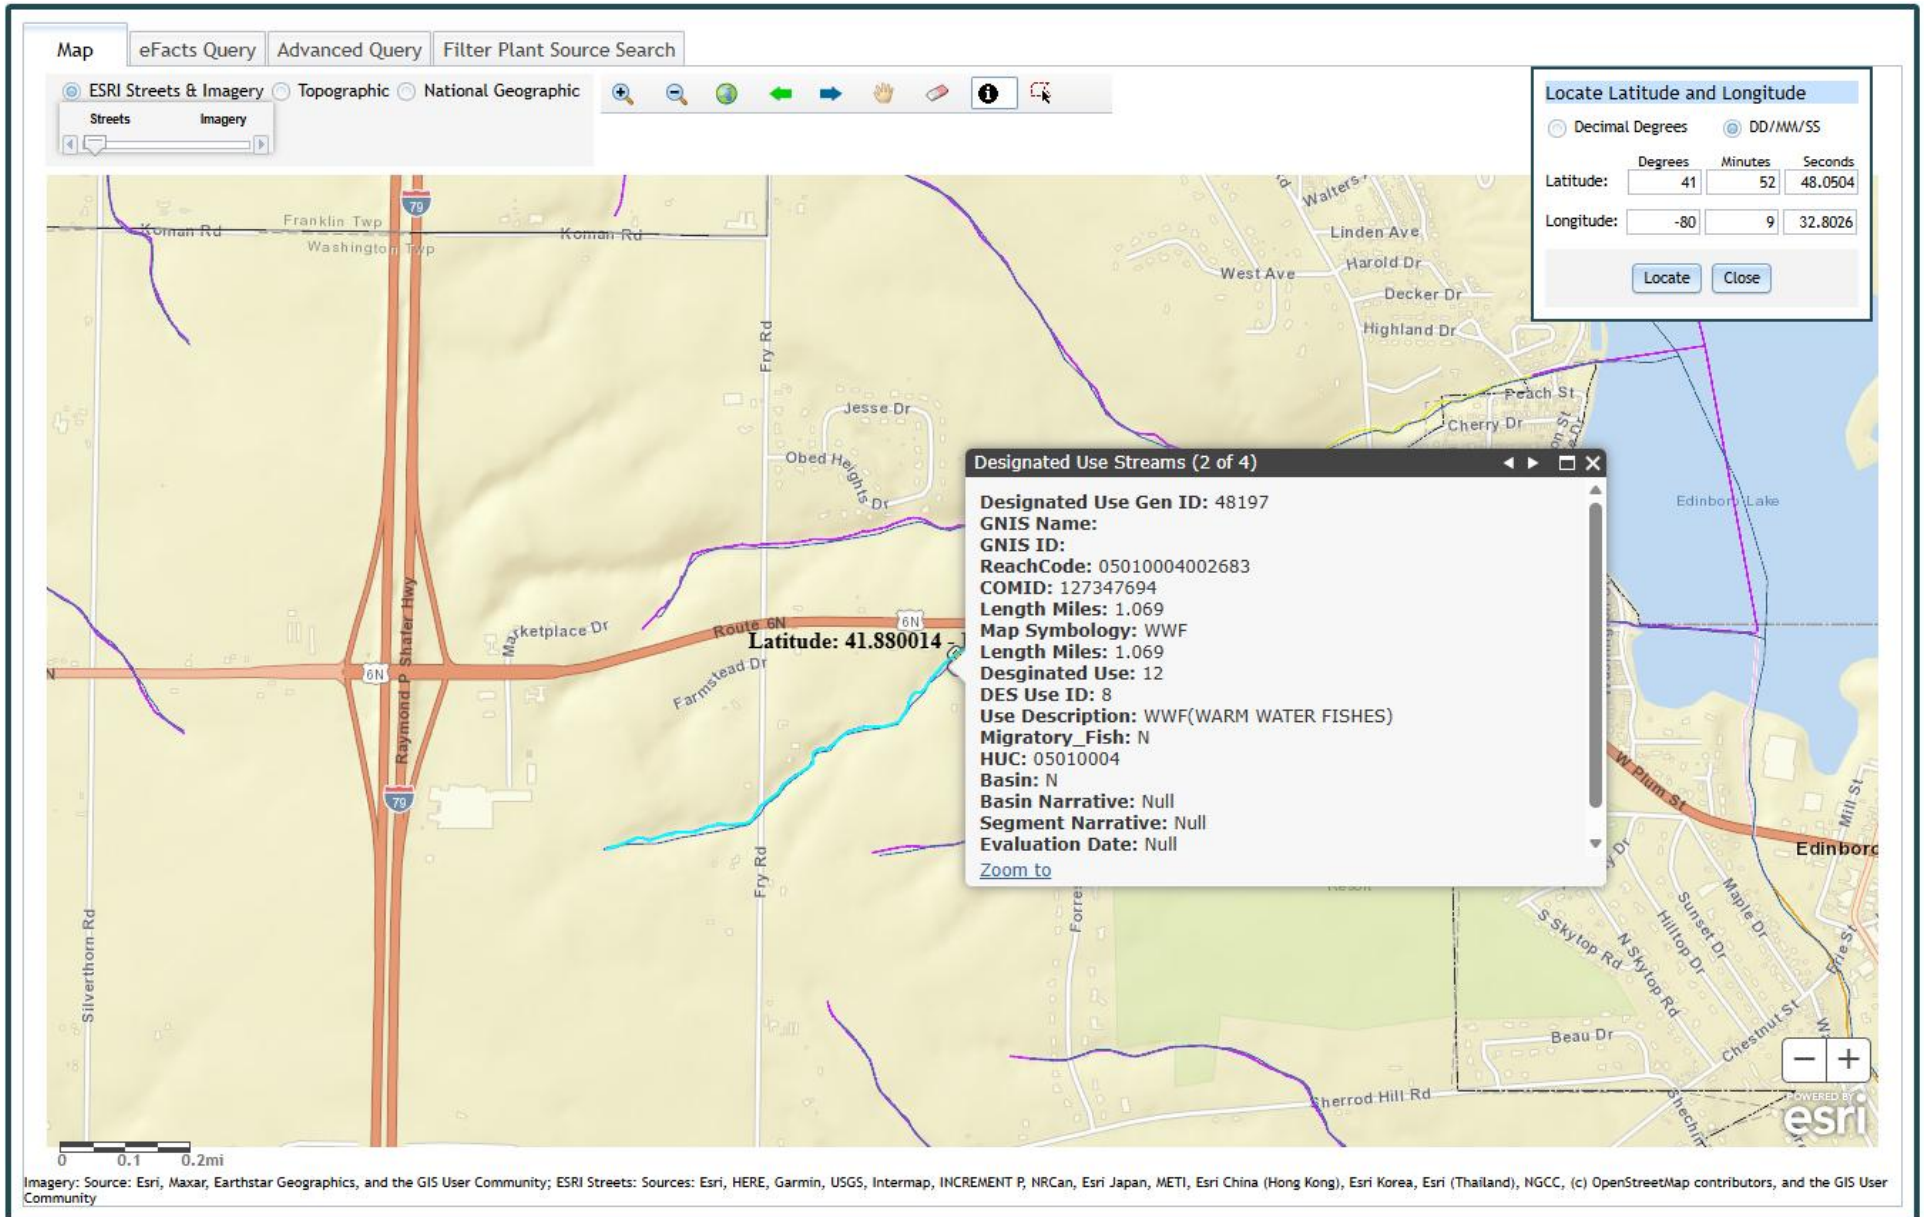 Map eFacts Query Advanced Query Filter Plant Source Search
ESRI Streets & Imagery Topographic National Geographic
Streets Imagery
Locate Latitude and Longitude
Decimal Degrees DD/MM/SS
Degrees Minutes Seconds
Latitude: 41 52 48.0504
Longitude: -80 9 32.8026
Locate Close
79
Franklin Twp
Koman Rd
Koman Rd
Washington Twp
Walters
Rd
Linden Ave
West Ave
Harold Dr
Decker Dr
Highland Dr
Fry Rd
Jesse Dr
Obed Heights Dr
Peach St
Cherry Dr
Edinboro Lake
Designated Use Streams (2 of 4)
Designated Use Gen ID: 48197
GNIS Name:
GNIS ID:
ReachCode: 05010004002683
COMID: 127347694
Length Miles: 1.069
Map Symbology: WWF
Length Miles: 1.069
Desginated Use: 12
DES Use ID: 8
Use Description: WWF(WARM WATER FISHES)
Migratory_Fish: N
HUC: 05010004
Basin: N
Basin Narrative: Null
Segment Narrative: Null
Evaluation Date: Null
Zoom to
Raymond P Shafer Hwy
Marketplace Dr
Route 6N
6N
Latitude: 41.880014 -
Farmstead Dr
N
6N
79
Fry Rd
Silverthorn Rd
Forre
W Plum St
Mill St
Edinboro
Maple Dr
Sunset Dr
Hilltop Dr
N Skytop Rd
S Skytop Rd
Erie St
Chestnut St
Beau Dr
Sherrod Hill Rd
− +
POWERED BY
esri
0 0.1 0.2mi
Imagery: Source: Esri, Maxar, Earthstar Geographics, and the GIS User Community; ESRI Streets: Sources: Esri, HERE, Garmin, USGS, Intermap, INCREMENT P, NRCan, Esri Japan, METI, Esri China (Hong Kong), Esri Korea, Esri (Thailand), NGCC, (c) OpenStreetMap contributors, and the GIS User
Community